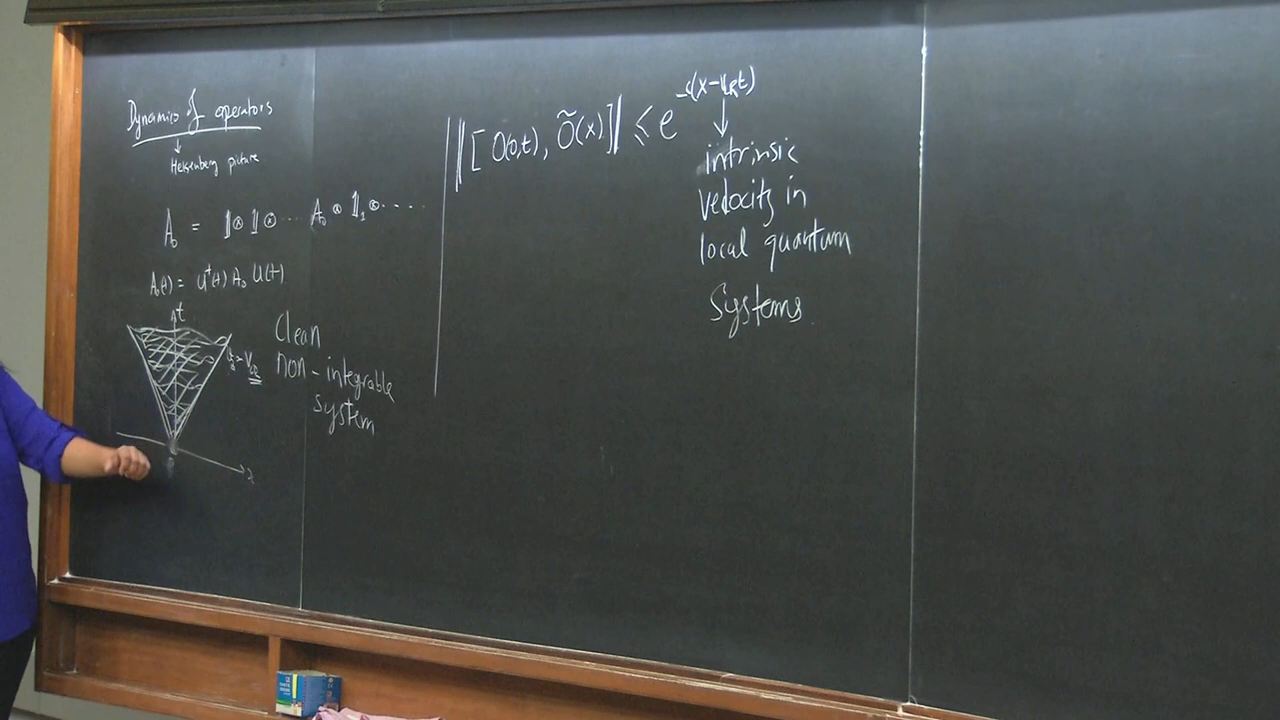 Dynamics of operators
Heisenberg picture
A₀ = 𝟙⊗𝟙⊗... A₀ ⊗ 𝟙₁ ⊗....
A₀(t) = U†(t) A₀ U(t)
t
Clean
non-integrable
system
x
‖[O(0,t), Õ(x)]‖ ≤ e
intrinsic
velocity in
local quantum
systems